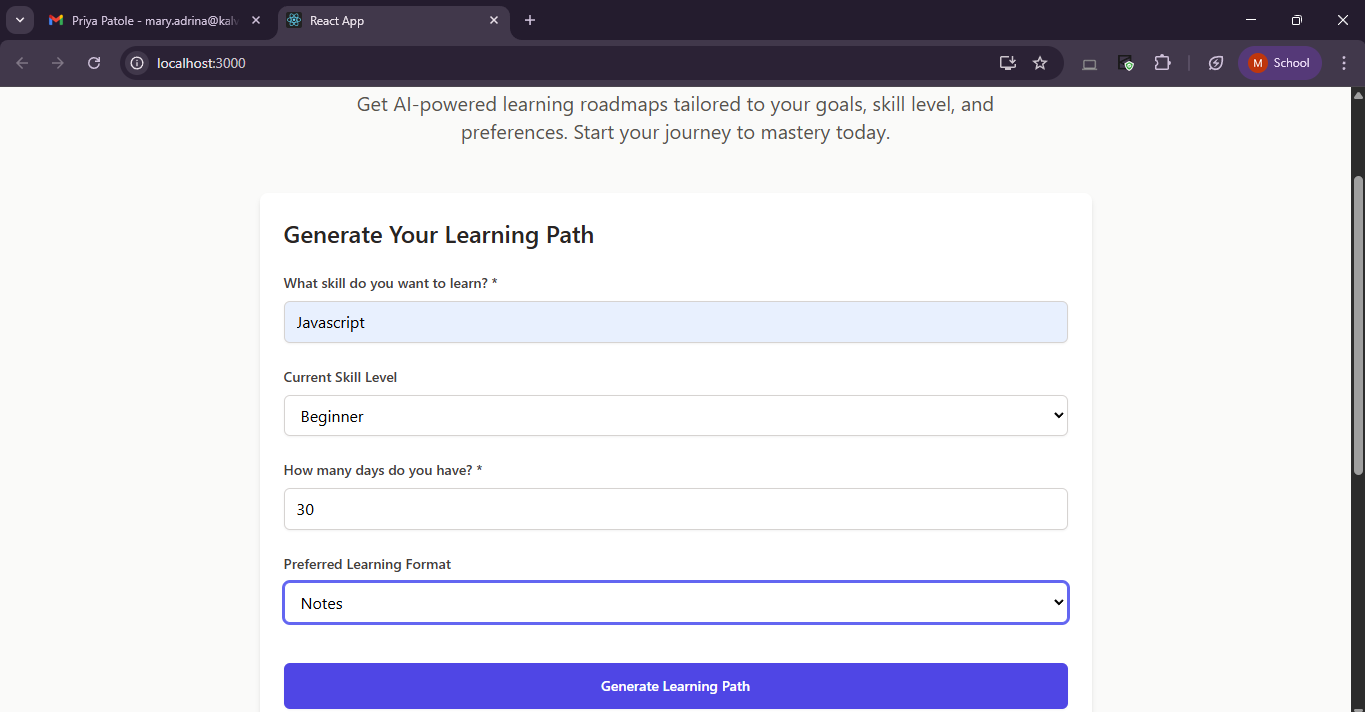 Priya Patole - mary.adrina@kalv
React App
localhost:3000
M School
Get AI-powered learning roadmaps tailored to your goals, skill level, and
preferences. Start your journey to mastery today.
Generate Your Learning Path
What skill do you want to learn? *
Javascript
Current Skill Level
Beginner
How many days do you have? *
30
Preferred Learning Format
Notes
Generate Learning Path